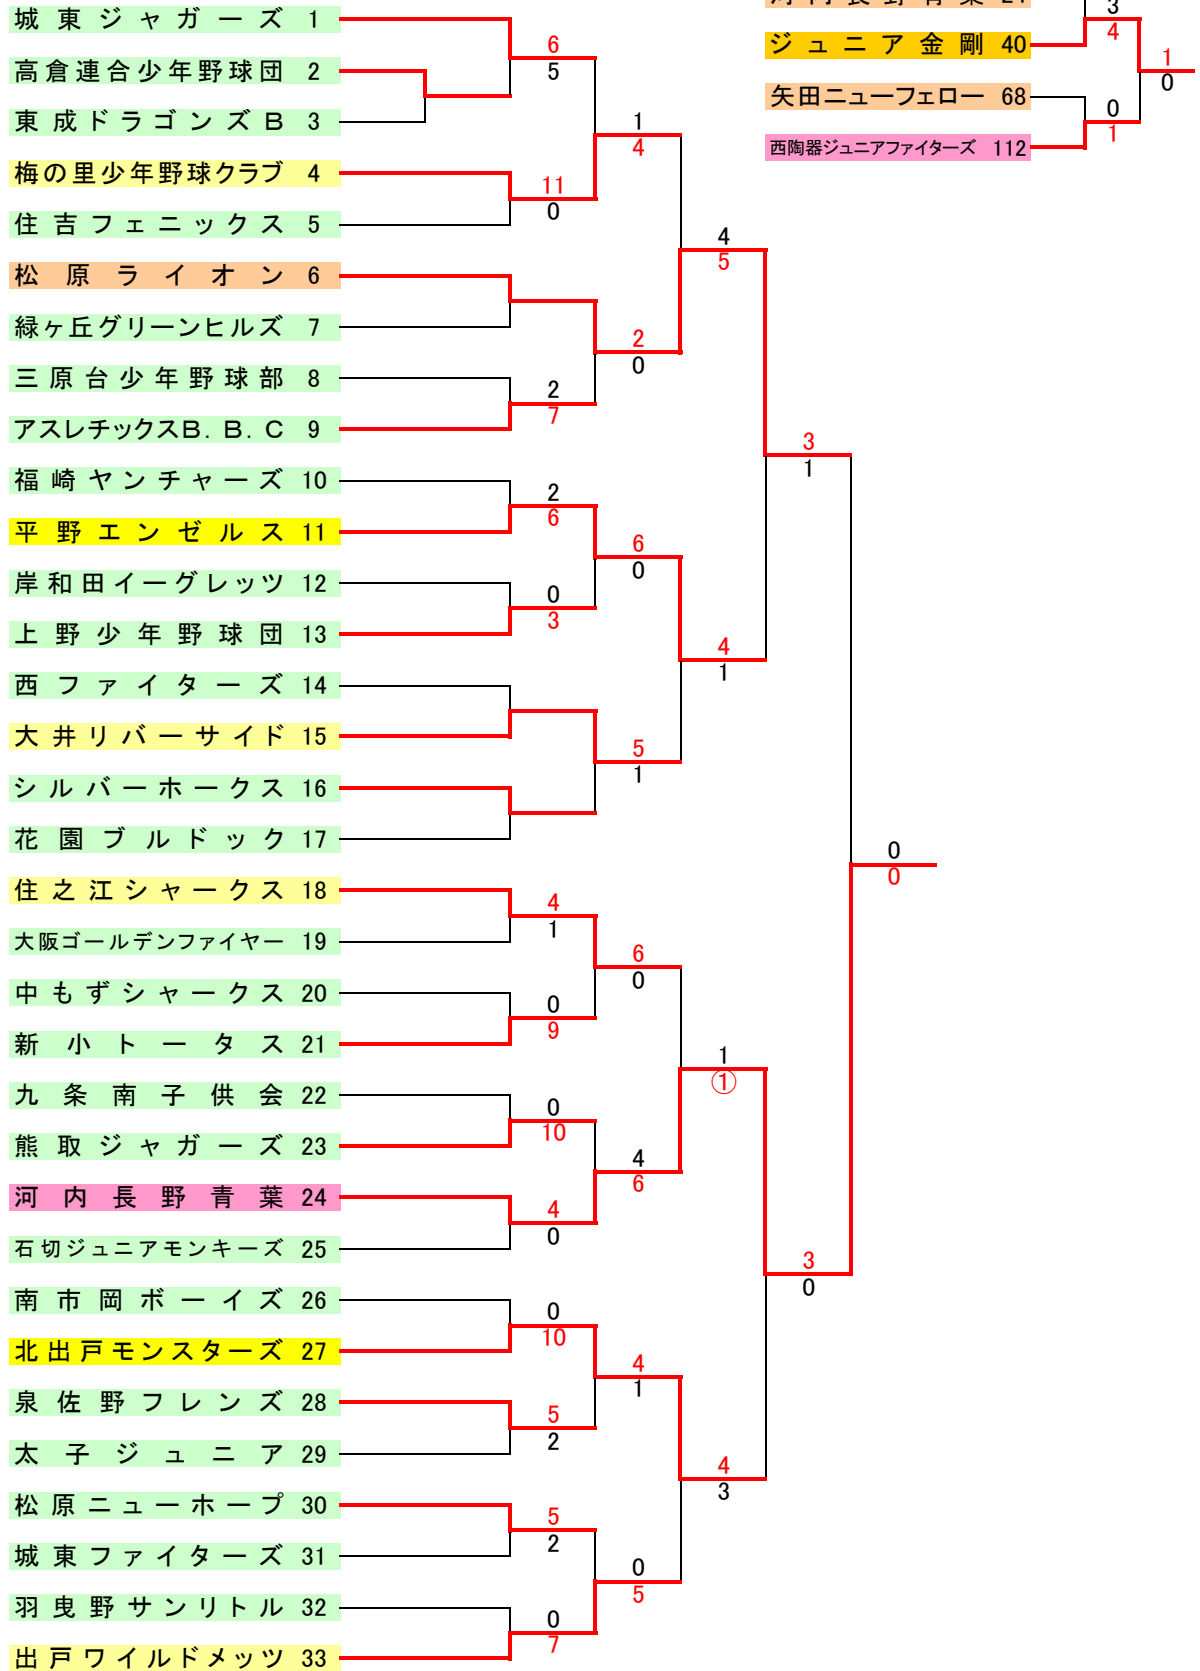 城東ジャガーズ 1
高倉連合少年野球団 2
東成ドラゴンズB 3
梅の里少年野球クラブ 4
住吉フェニックス 5
松原ライオン 6
緑ヶ丘グリーンヒルズ 7
三原台少年野球部 8
アスレチックスB.B.C 9
福崎ヤンチャーズ 10
平野エンゼルス 11
岸和田イーグレッツ 12
上野少年野球団 13
西ファイターズ 14
大井リバーサイド 15
シルバーホークス 16
花園ブルドック 17
住之江シャークス 18
大阪ゴールデンファイヤー 19
中もずシャークス 20
新小トータス 21
九条南子供会 22
熊取ジャガーズ 23
河内長野青葉 24
石切ジュニアモンキーズ 25
南市岡ボーイズ 26
北出戸モンスターズ 27
泉佐野フレンズ 28
太子ジュニア 29
松原ニューホープ 30
城東ファイターズ 31
羽曳野サンリトル 32
出戸ワイルドメッツ 33
6
5
11
0
2
7
2
6
0
3
4
1
0
9
0
10
4
0
0
10
5
2
5
2
0
7
1
4
2
0
6
0
5
1
6
0
4
6
4
1
0
5
4
5
4
1
1
①
4
3
3
1
3
0
0
0
ジュニア金剛 40
矢田ニューフェロー 68
西陶器ジュニアファイターズ 112
3
4
0
1
1
0